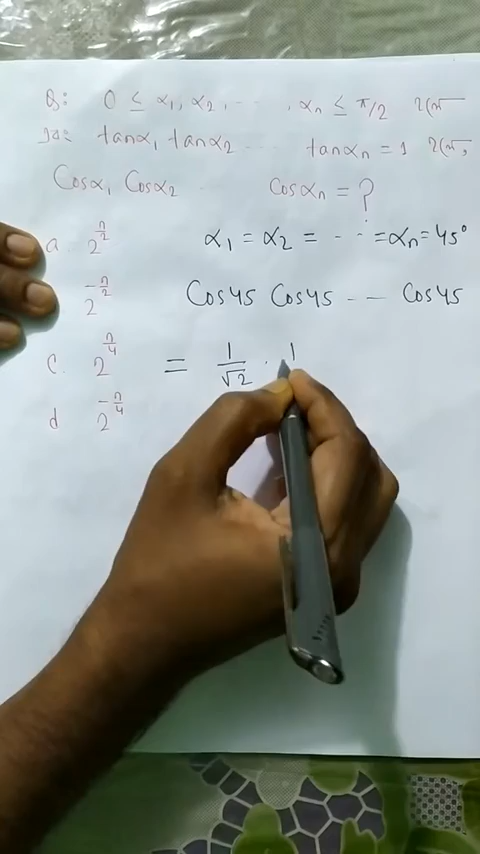 Q: 0 ≤ α₁, α₂, ... , αₙ ≤ π/2
tanα₁, tanα₂ ... tanαₙ = 1
Cosα₁ Cosα₂ ... cosαₙ = ?
a. 2^{n/2} α₁ = α₂ = - - - = αₙ = 45°
2^{-n/2} Cos45 Cos45 - - - Cos45
c. 2^{n/4} = 1/√2 · 1
d 2^{-n/4}